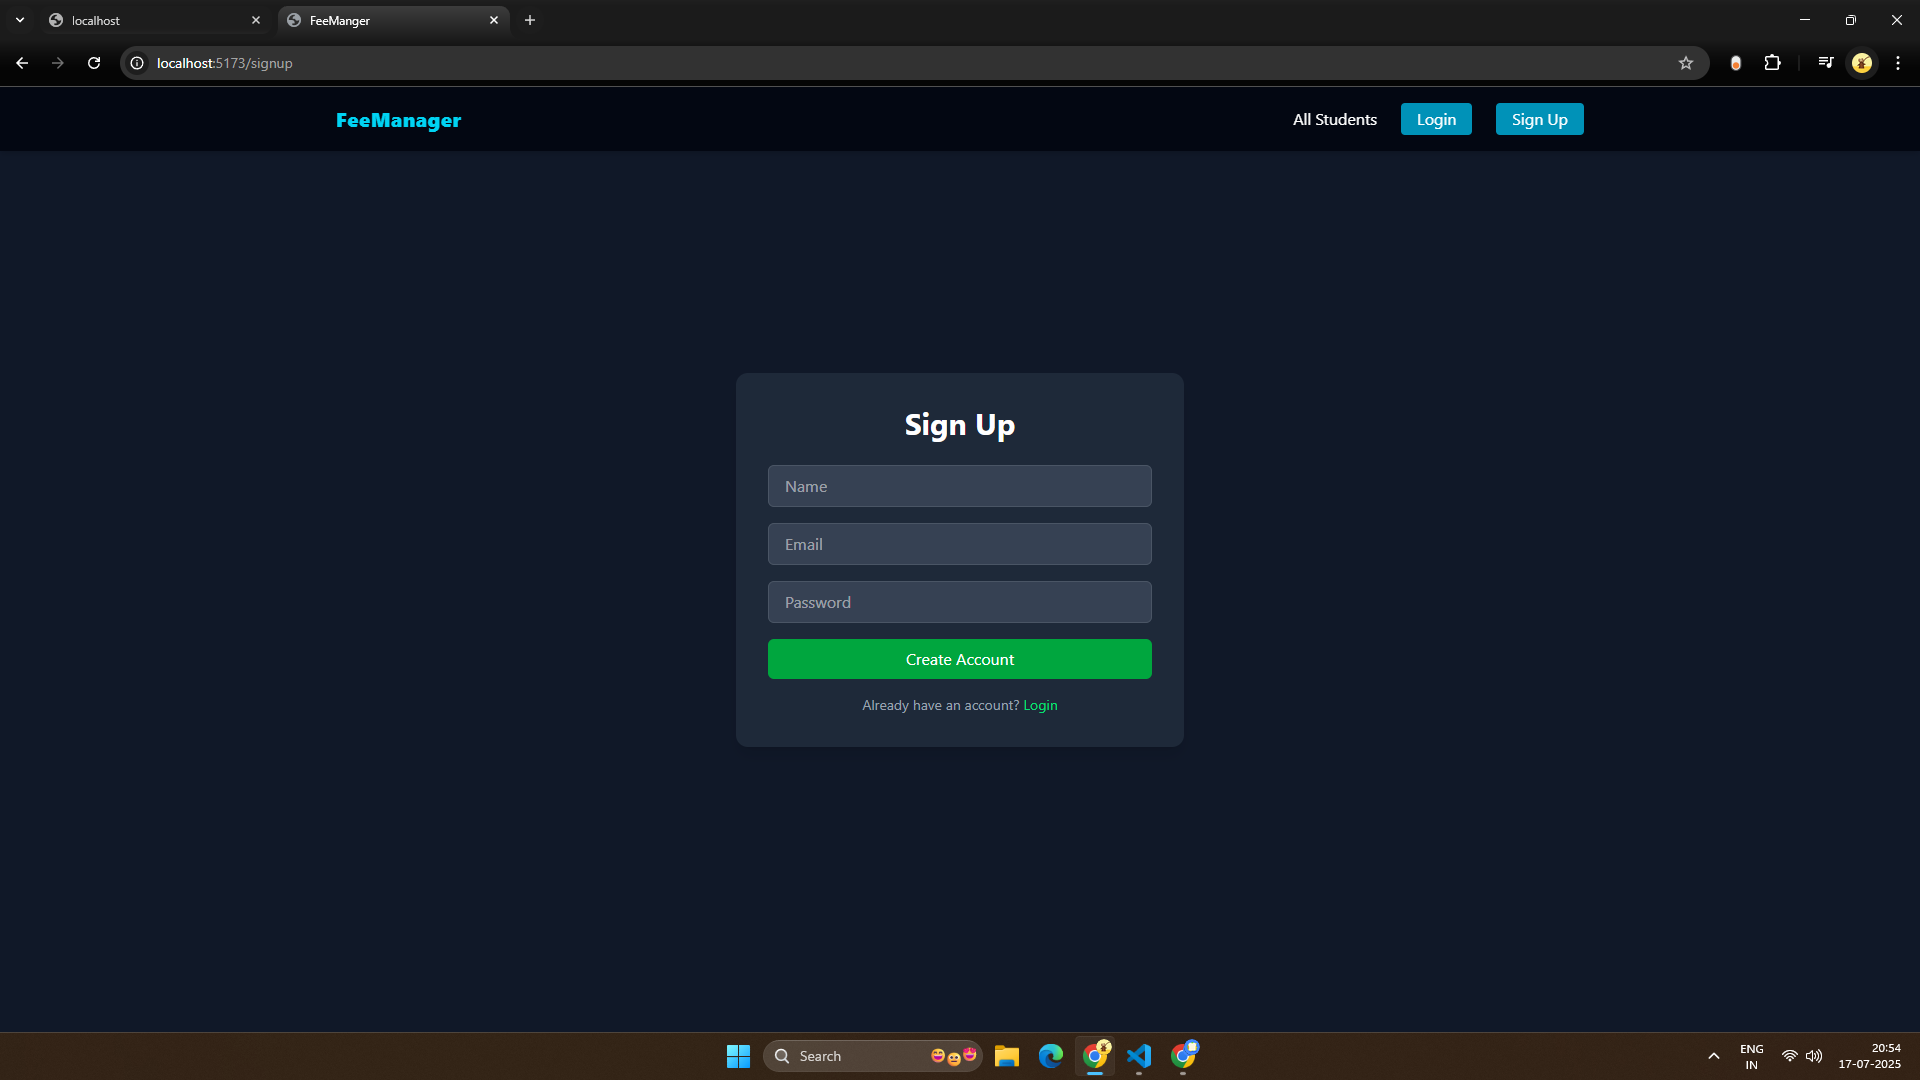 localhost
FeeManger
localhost:5173/signup
FeeManager
All Students
Login
Sign Up
Sign Up
Name
Email
Password
Create Account
Already have an account? Login
Search
ENG
IN
20:54
17-07-2025